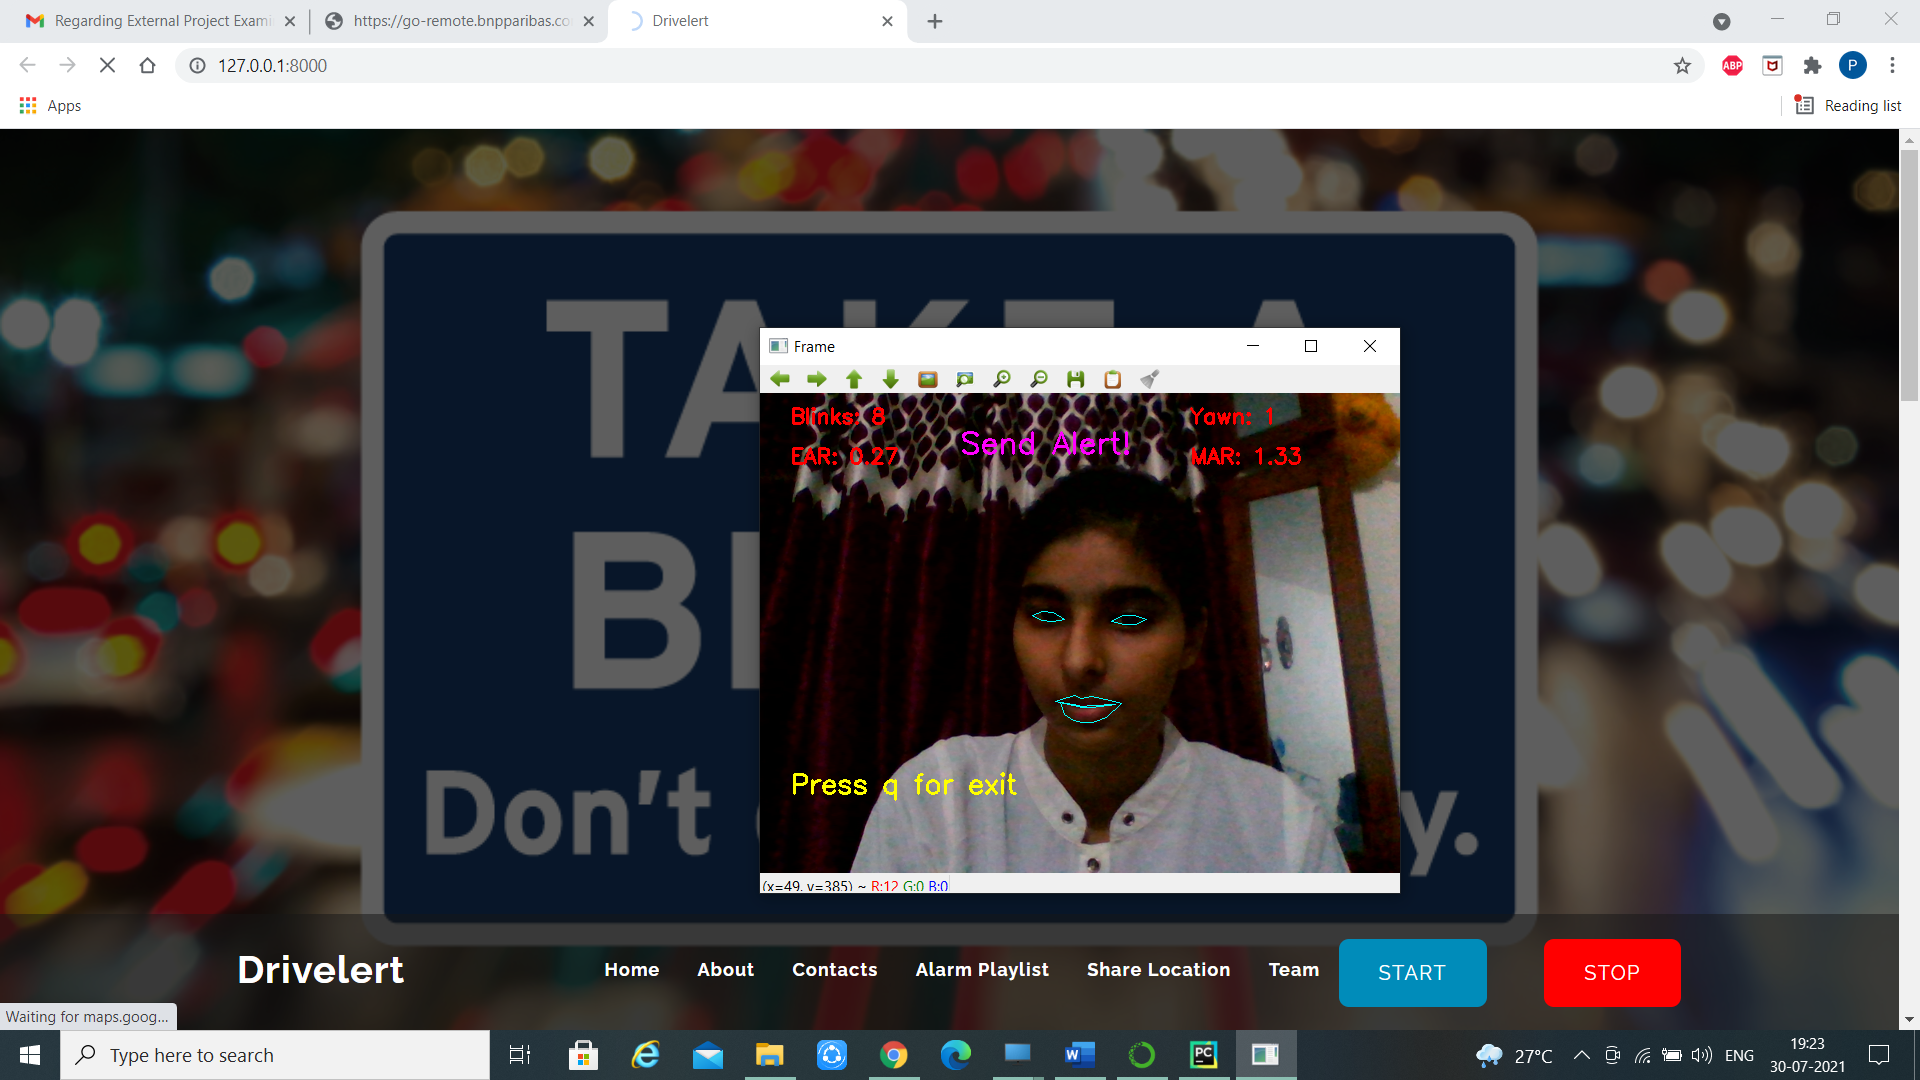 Regarding External Project Exami
https://go-remote.bnpparibas.co
Drivelert
127.0.0.1:8000
ABP
P
Apps
Reading list
TAKE A
Don't
y.
Frame
Blinks: 8
Yawn: 1
Send Alert!
EAR: 0.27
MAR: 1.33
Press q for exit
(x=49, y=385) ~ R:12 G:0 B:0
Drivelert
Home
About
Contacts
Alarm Playlist
Share Location
Team
START
STOP
Waiting for maps.goog...
Type here to search
PC
27°C
ENG
19:23
30-07-2021